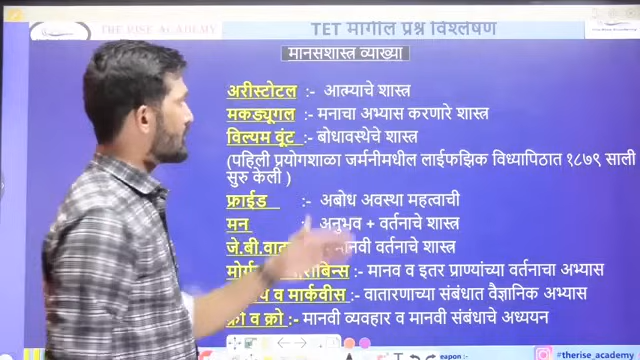 THE RISE ACADEMY
TET मागील प्रश्न विश्लेषण
मानसशास्त्र व्याख्या
अरीस्टोटल :- आत्म्याचे शास्त्र
मकड्यूगल :- मनाचा अभ्यास करणारे शास्त्र
विल्यम वूंट :- बोधावस्थेचे शास्त्र
(पहिली प्रयोगशाळा जर्मनीमधील लाईफझिक विध्यापिठात १८७९ साली
सुरु केली )
फ्राईड :- अबोध अवस्था महत्वाची
मन :- अनुभव + वर्तनाचे शास्त्र
जे.बी. मानवी वर्तनाचे शास्त्र
:- मानव व इतर प्राण्यांच्या वर्तनाचा अभ्यास
व मार्कवीस :- वातारणाच्या संबंधात वैज्ञानिक अभ्यास
क्रो व क्रो :- मानवी व्यवहार व मानवी संबंधाचे अध्ययन
@therise_academy